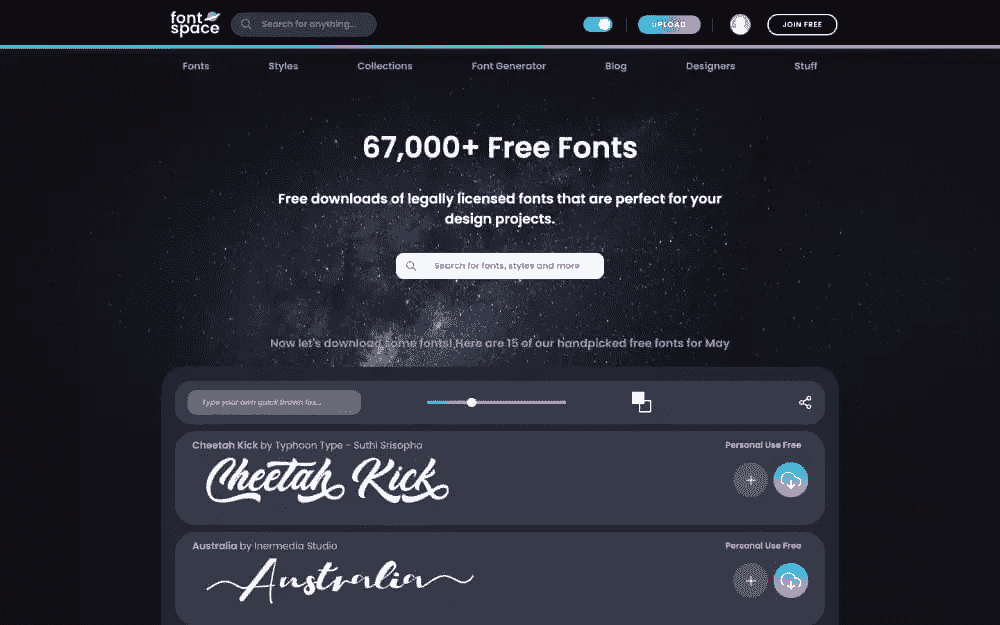 font
space
Search for anything...
UPLOAD
JOIN FREE
Fonts
Styles
Collections
Font Generator
Blog
Designers
Stuff
67,000+ Free Fonts
Free downloads of legally licensed fonts that are perfect for your
design projects.
Search for fonts, styles and more
Now let's download some fonts! Here are 15 of our handpicked free fonts for May
Type your own quick brown fox...
Cheetah Kick by Typhoon Type - Suthi Srisopha
Personal Use Free
Cheetah Kick
Australia by Inermedia Studio
Personal Use Free
Australia